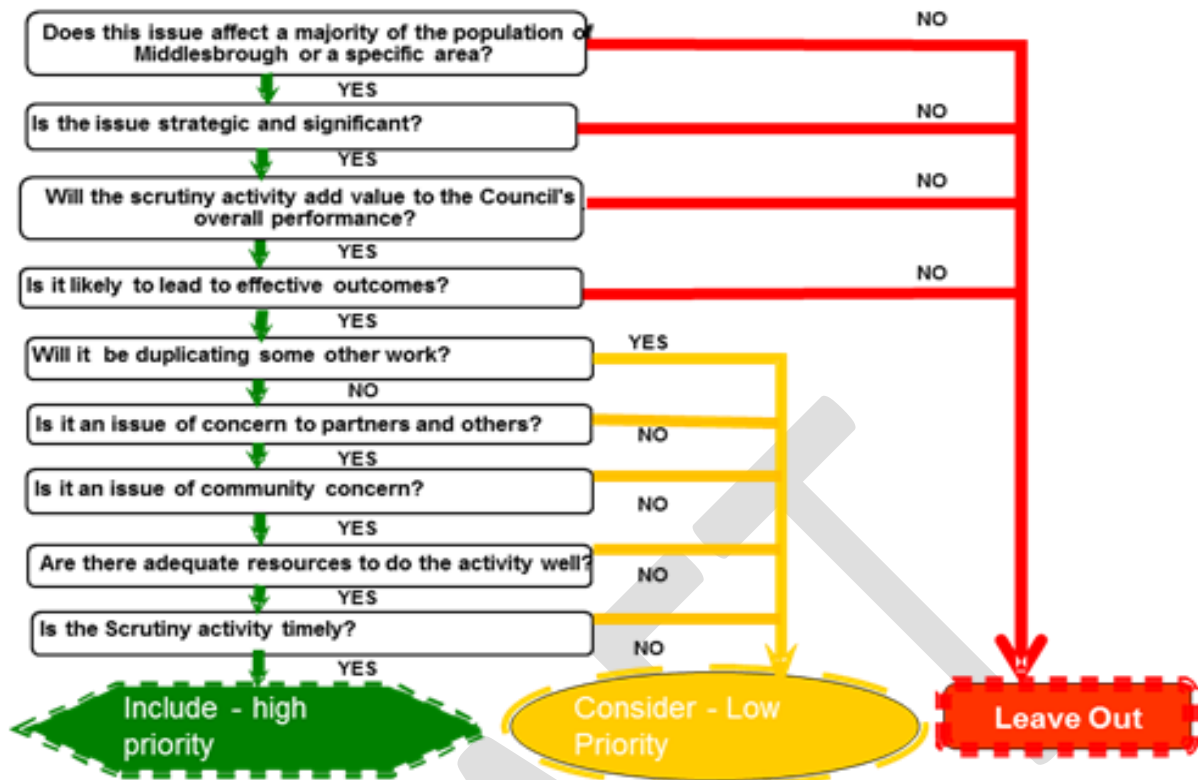 NO
Does this issue affect a majority of the population of
Middlesbrough or a specific area?
YES
Is the issue strategic and significant?
NO
YES
Will the scrutiny activity add value to the Council's
overall performance?
NO
YES
Is it likely to lead to effective outcomes?
NO
YES
Will it be duplicating some other work?
YES
NO
Is it an issue of concern to partners and others?
NO
YES
Is it an issue of community concern?
NO
YES
Are there adequate resources to do the activity well?
NO
YES
Is the Scrutiny activity timely?
NO
YES
Include - high
priority
Consider - Low
Priority
Leave Out